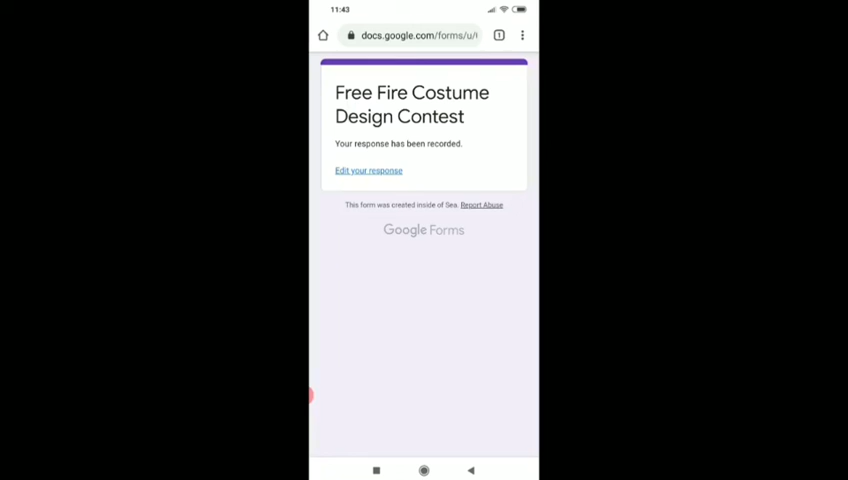 11:43
docs.google.com/forms/u/
1
Free Fire Costume
Design Contest
Your response has been recorded.
Edit your response
This form was created inside of Sea. Report Abuse
Google Forms